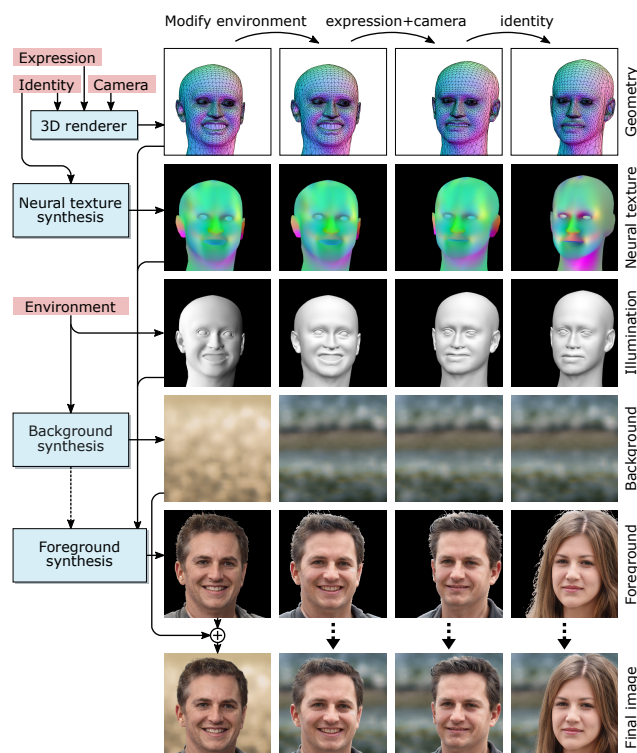 Modify environment
expression+camera
identity
Expression
Identity
Camera
3D renderer
Geometry
Neural texture
synthesis
Neural texture
Environment
Illumination
Background
synthesis
Background
Foreground
synthesis
Foreground
Final image